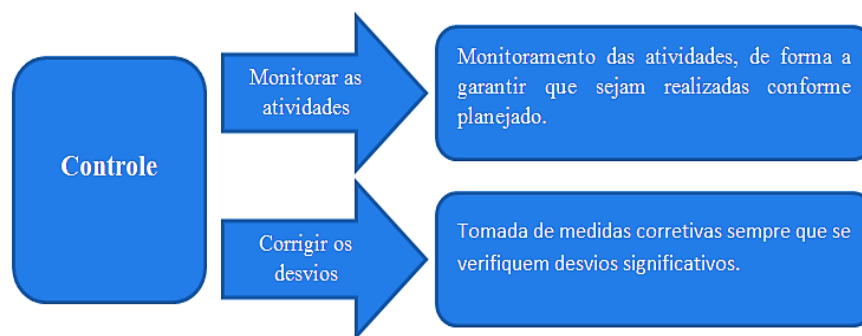 Controle
Monitorar as
atividades
Monitoramento das atividades, de forma a
garantir que sejam realizadas conforme
planejado.
Corrigir os
desvios
Tomada de medidas corretivas sempre que se
verifiquem desvios significativos.